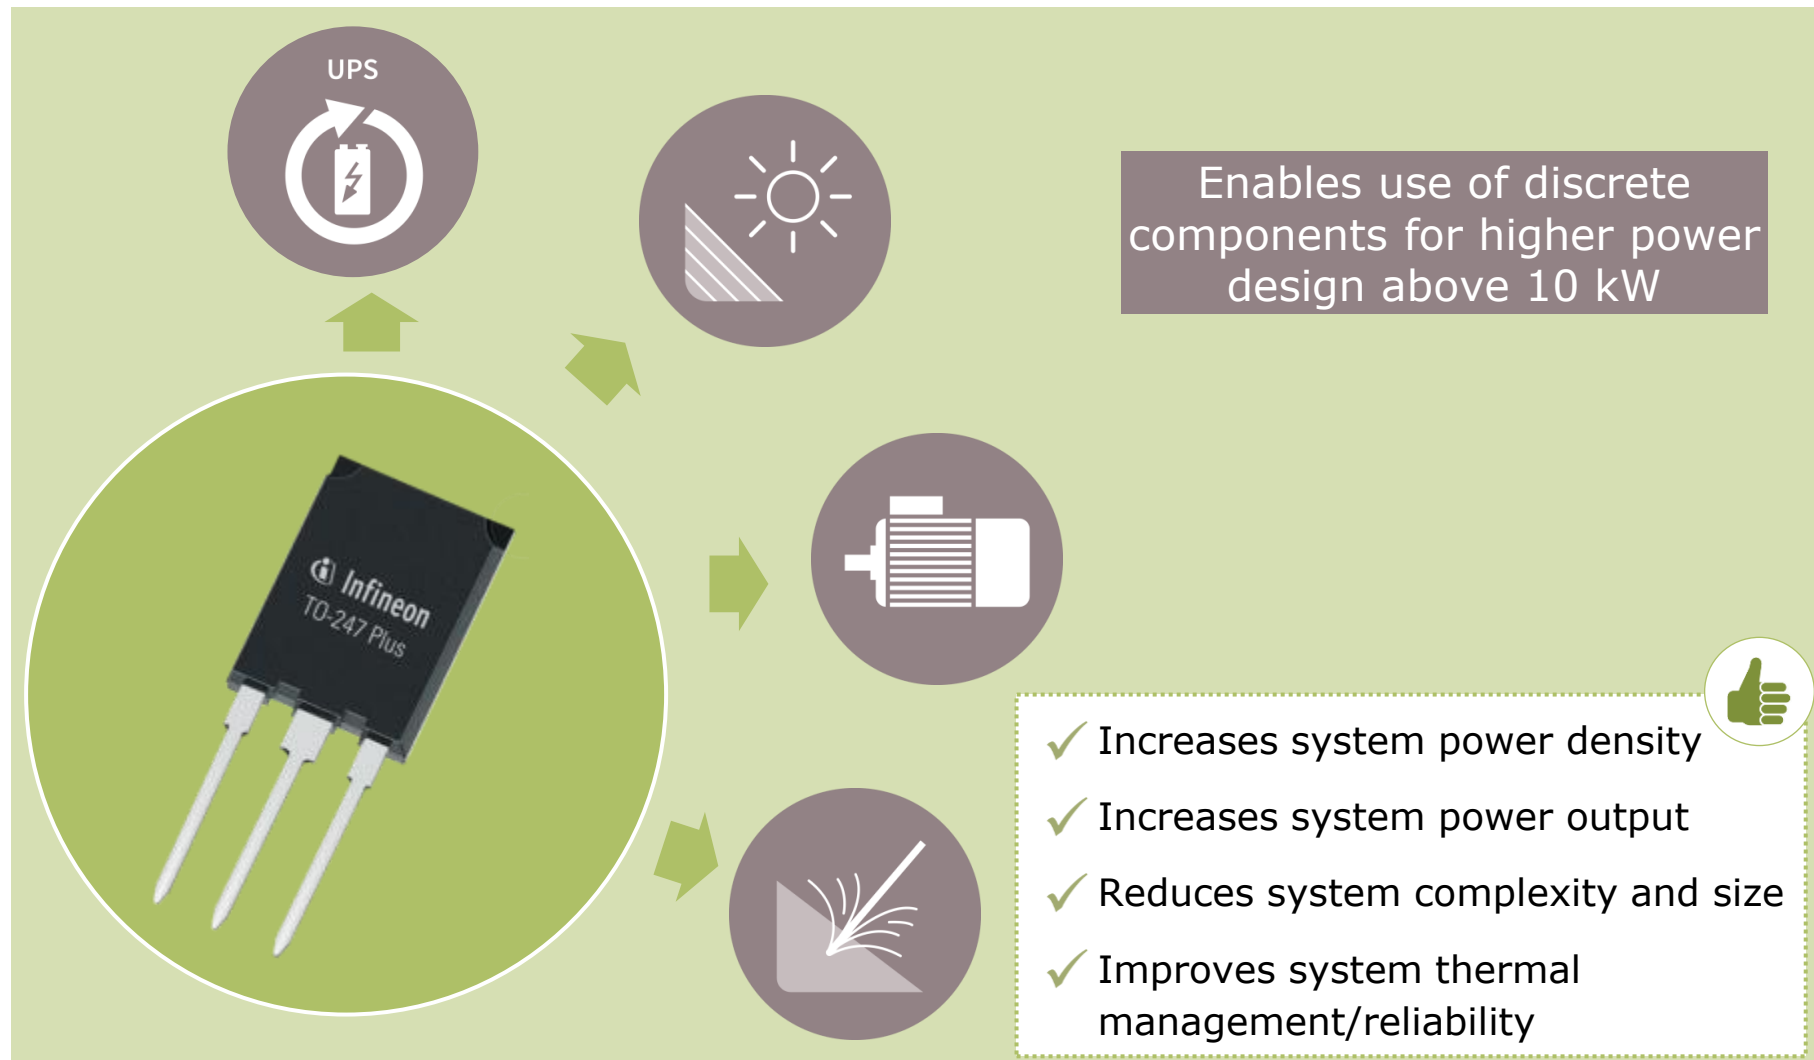 UPS
Enables use of discrete
components for higher power
design above 10 kW
Infineon
TO-247 Plus
Increases system power density
Increases system power output
Reduces system complexity and size
Improves system thermal
management/reliability